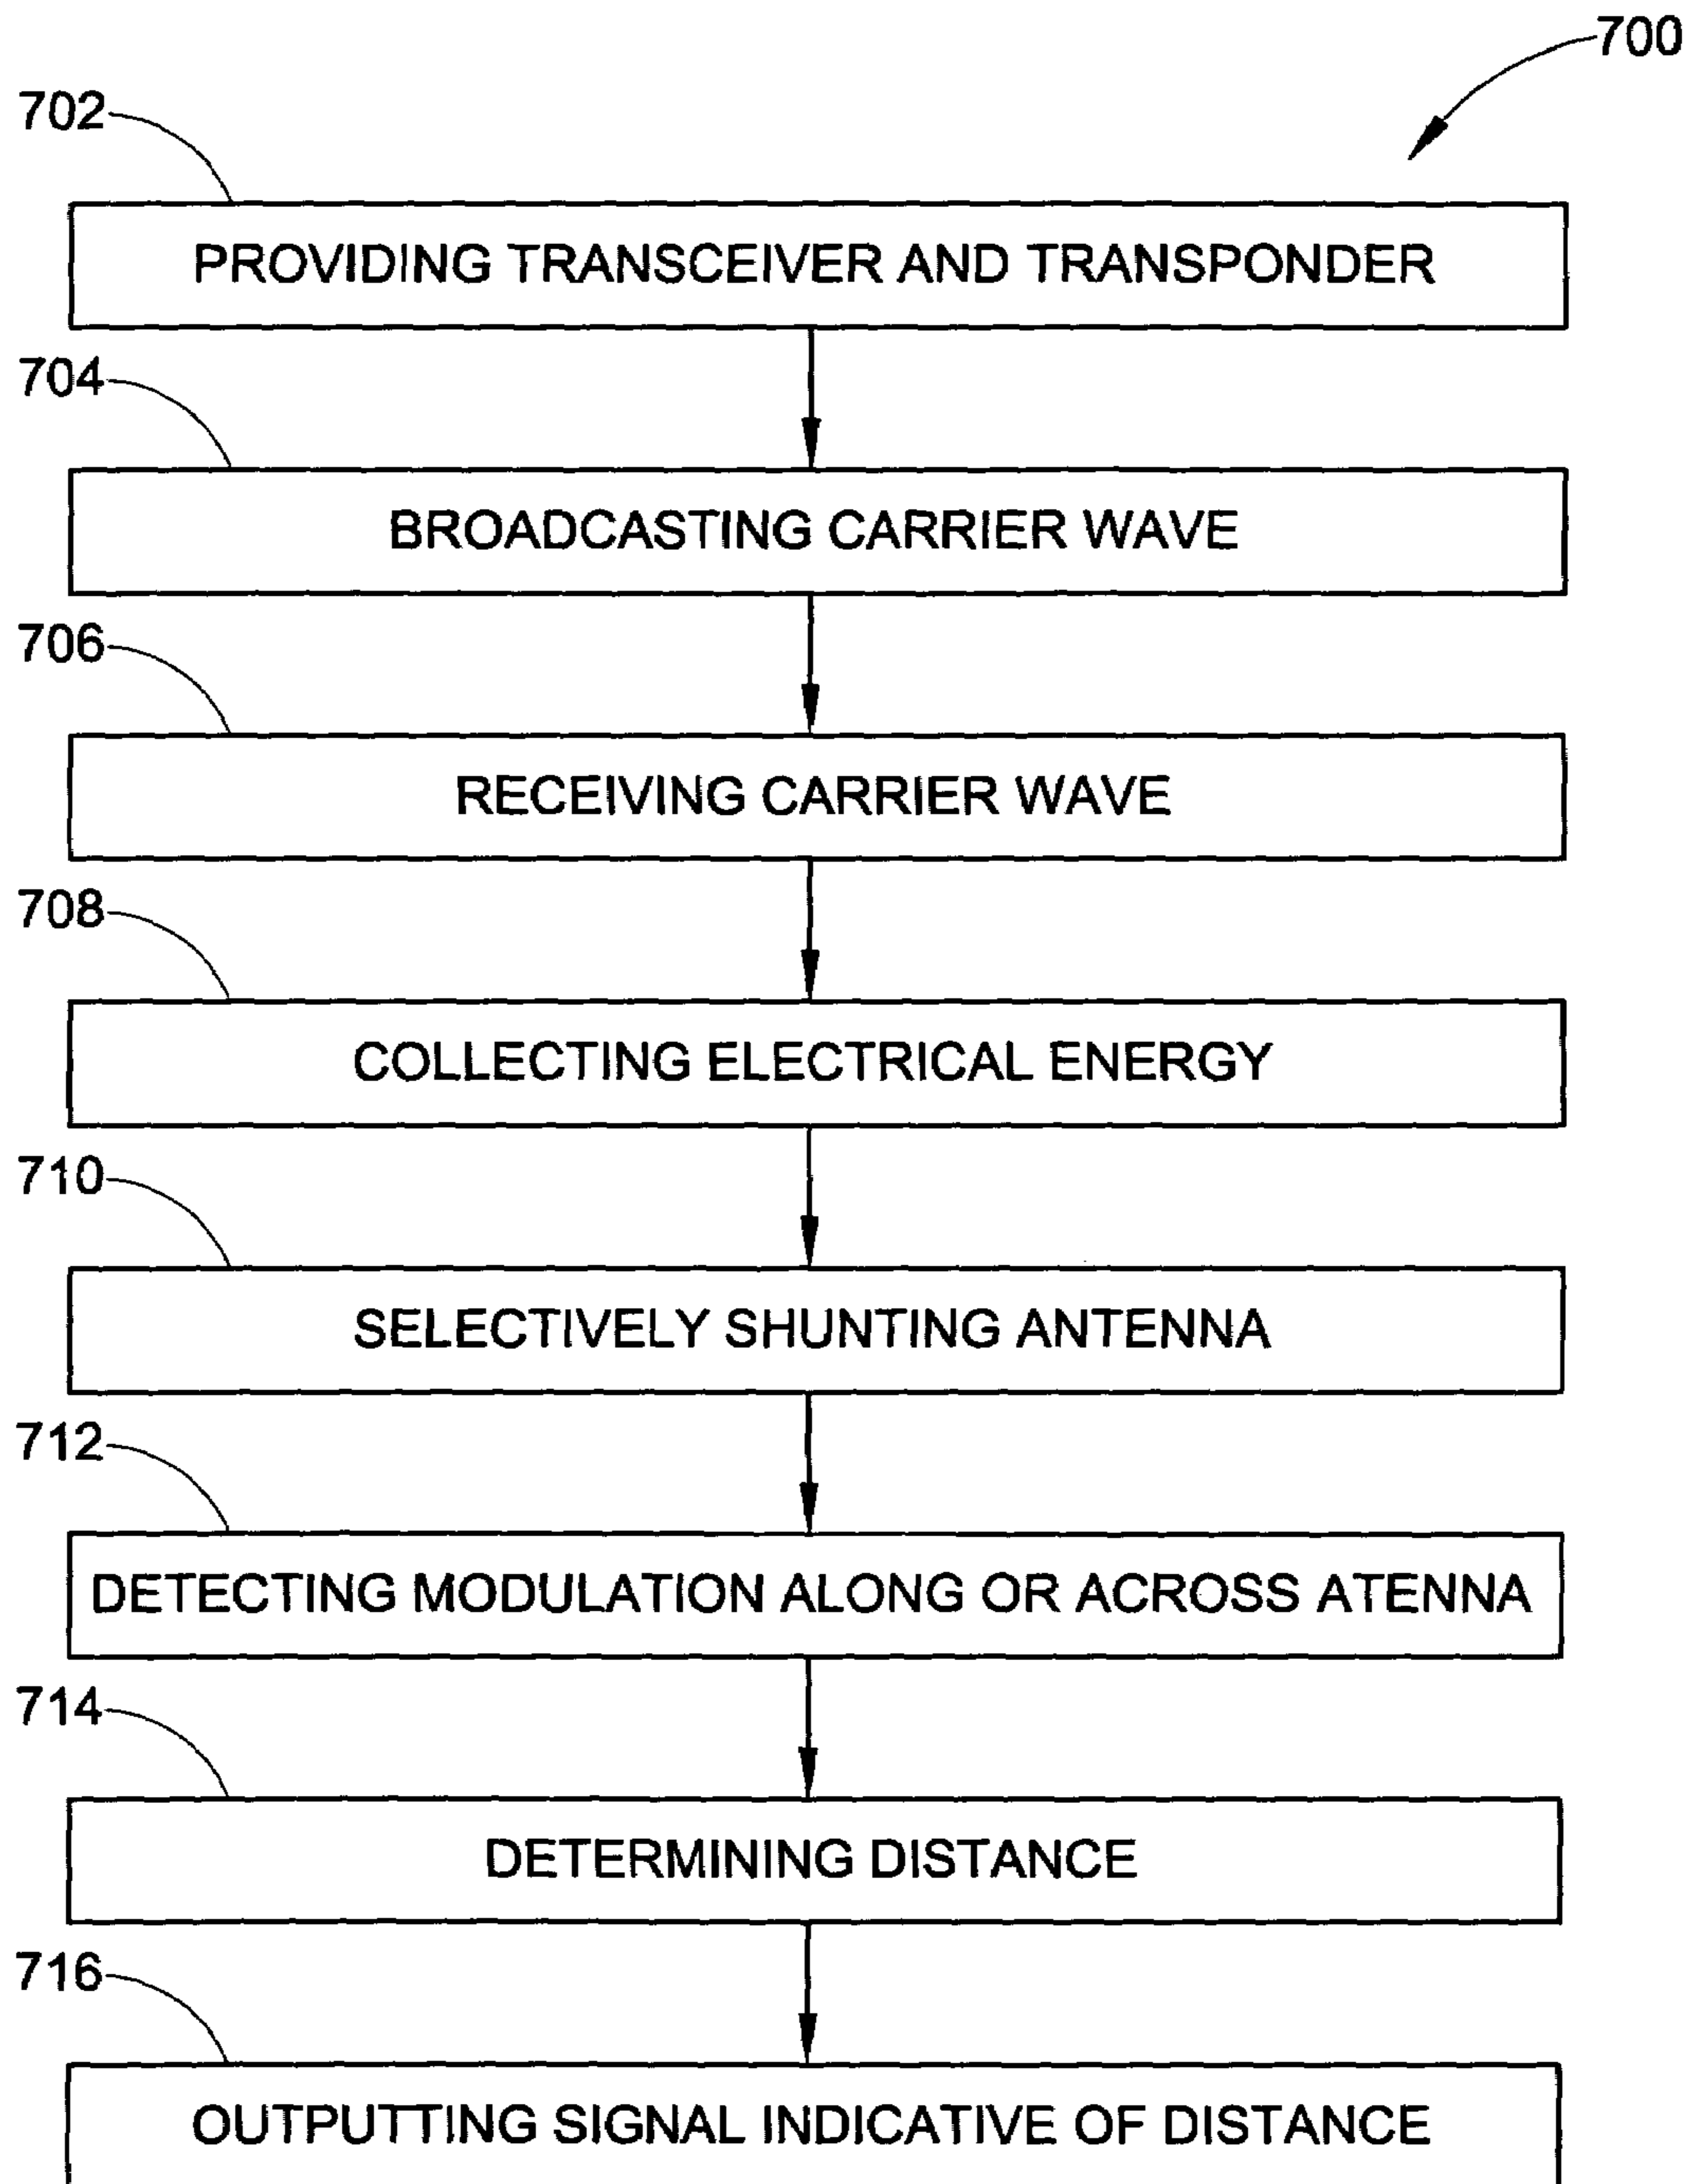 700
702
PROVIDING TRANSCEIVER AND TRANSPONDER
704
BROADCASTING CARRIER WAVE
706
RECEIVING CARRIER WAVE
708
COLLECTING ELECTRICAL ENERGY
710
SELECTIVELY SHUNTING ANTENNA
712
DETECTING MODULATION ALONG OR ACROSS ATENNA
714
DETERMINING DISTANCE
716
OUTPUTTING SIGNAL INDICATIVE OF DISTANCE